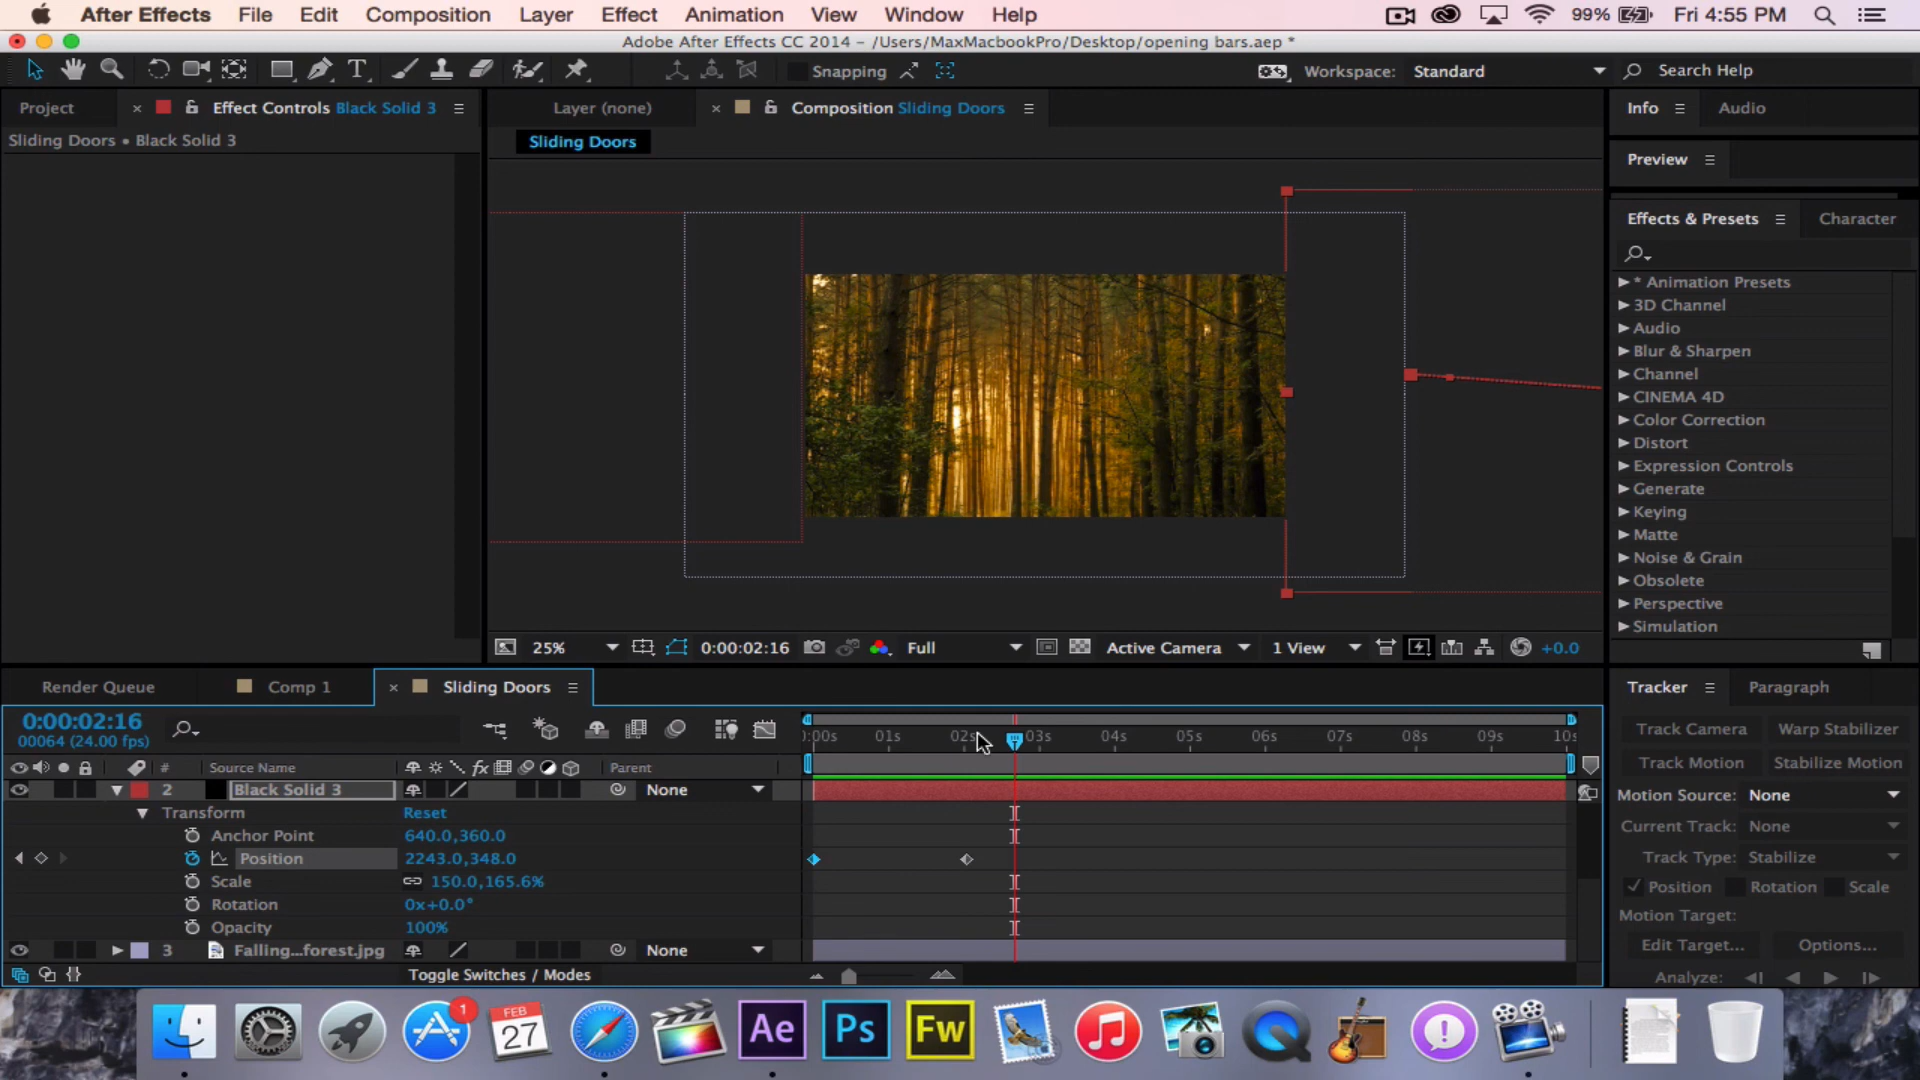 After Effects File Edit Composition Layer Effect Animation View Window Help 99% Fri 4:55 PM
Adobe After Effects CC 2014 - /Users/MaxMacbookPro/Desktop/opening bars.aep *
T Snapping Workspace: Standard Search Help
Project × Effect Controls Black Solid 3 Layer (none) × Composition Sliding Doors Info Audio
Sliding Doors • Black Solid 3 Sliding Doors
Preview
Effects & Presets Character
* Animation Presets
3D Channel
Audio
Blur & Sharpen
Channel
CINEMA 4D
Color Correction
Distort
Expression Controls
Generate
Keying
Matte
Noise & Grain
Obsolete
Perspective
Simulation
25% 0:00:02:16 Full Active Camera 1 View +0.0
Render Queue Comp 1 × Sliding Doors Tracker Paragraph
0:00:02:16
00064 (24.00 fps)
):00s 01s 02s 03s 04s 05s 06s 07s 08s 09s 10s
Track Camera Warp Stabilizer
# Source Name fx Parent Track Motion Stabilize Motion
2 Black Solid 3 None Motion Source: None
Transform Reset
Anchor Point 640.0,360.0 Current Track: None
Position 2243.0,348.0 Track Type: Stabilize
Scale 150.0,165.6% Position Rotation Scale
Rotation 0x+0.0° Motion Target:
Opacity 100%
3 Falling...forest.jpg None Edit Target... Options...
Toggle Switches / Modes Analyze:
1 FEB 27 Ae Ps Fw